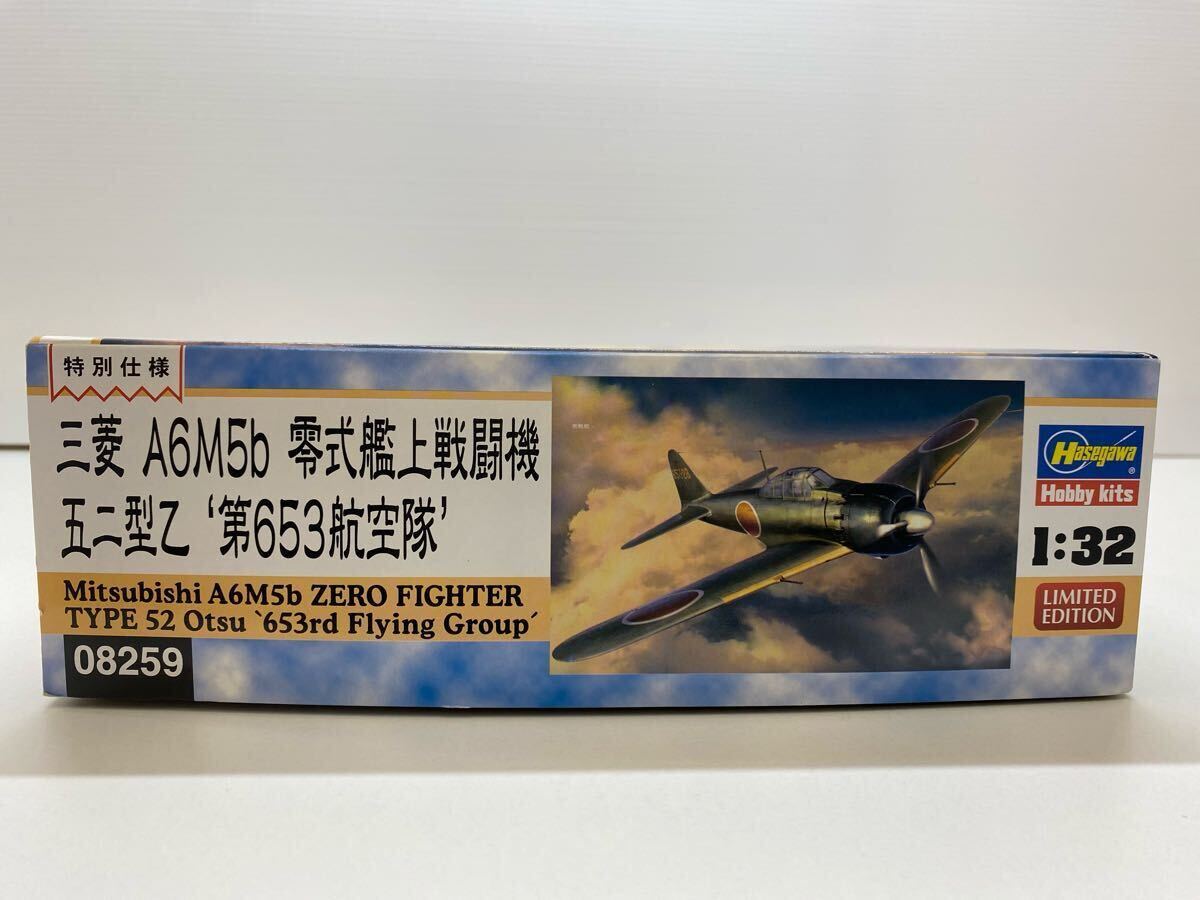 特別仕様
三菱 A6M5b 零式艦上戦闘機
五二型乙 ‘第653航空隊’
Mitsubishi A6M5b ZERO FIGHTER
TYPE 52 Otsu `653rd Flying Group´
08259
Hasegawa®
Hobby kits
1:32
LIMITED
EDITION